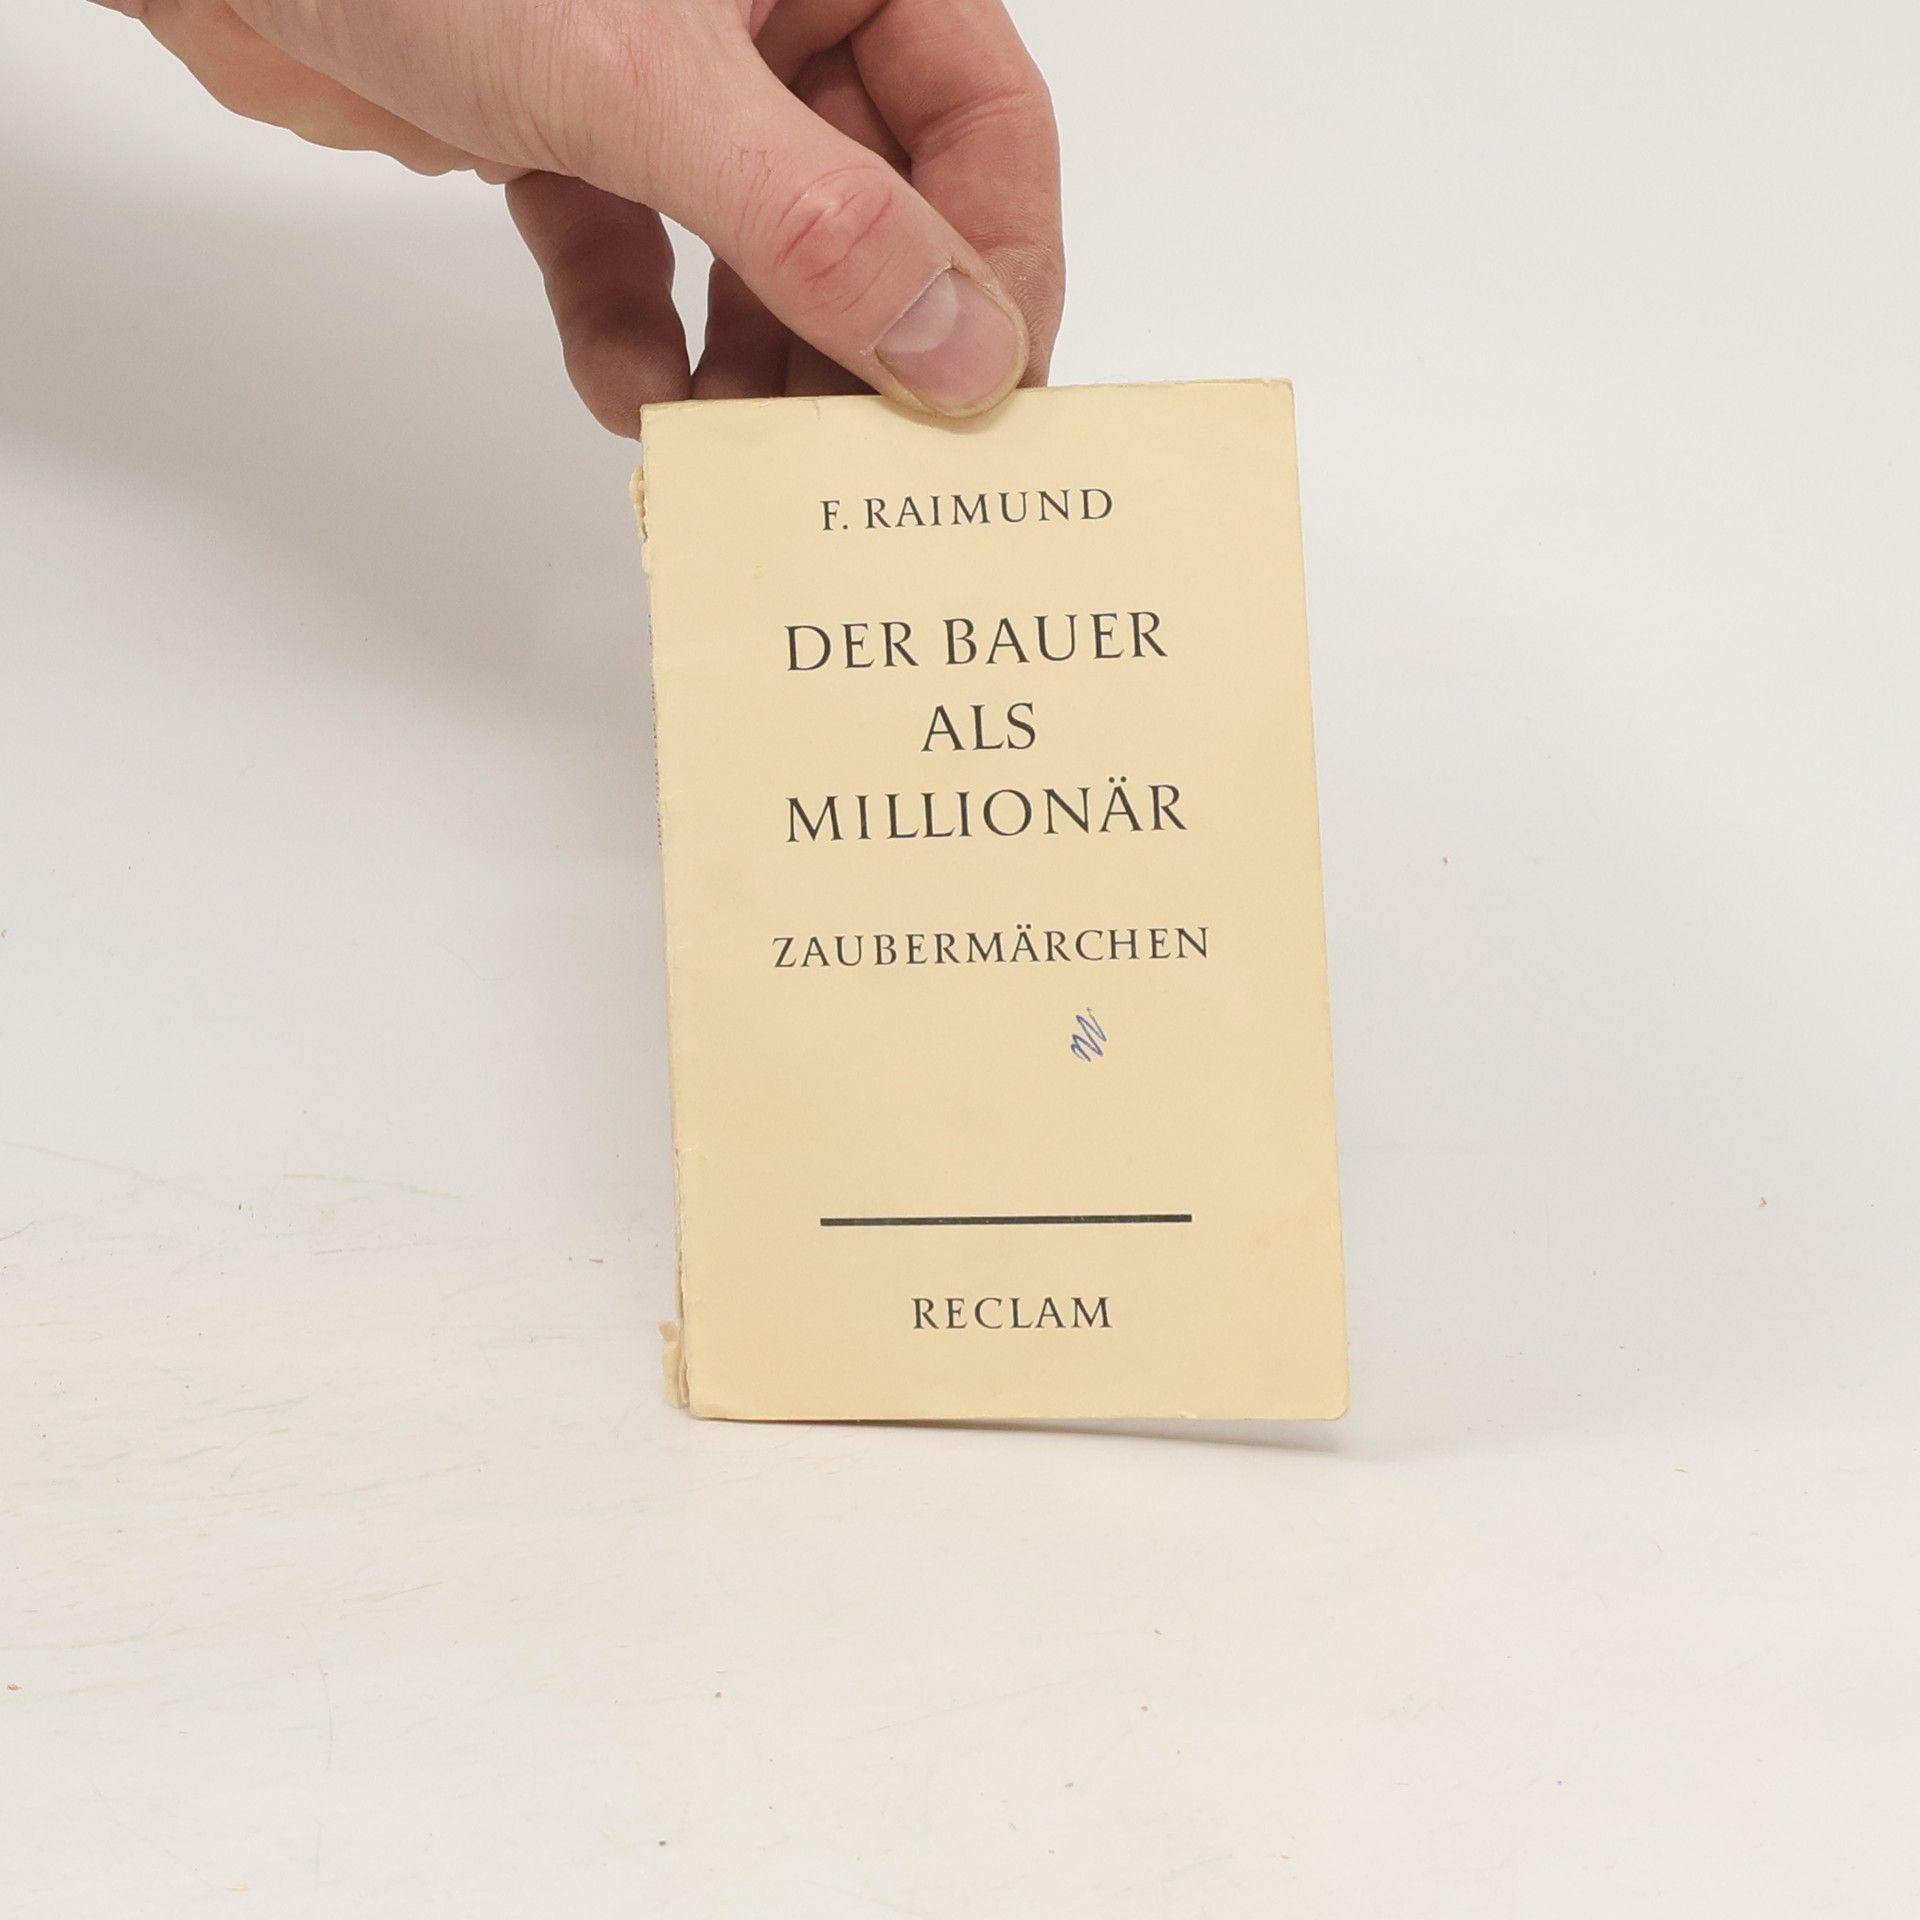 F. RAIMUND
DER BAUER
ALS
MILLIONÄR
ZAUBERMÄRCHEN
RECLAM